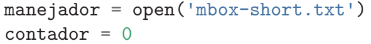 manejador = open('mbox-short.txt')
contador = 0